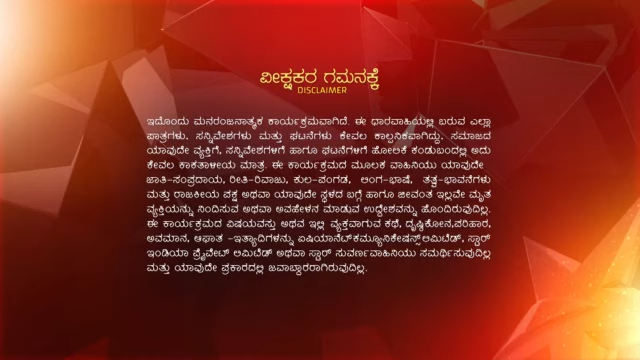 ವೀಕ್ಷಕರ ಗಮನಕ್ಕೆ
DISCLAIMER
ಇದೊಂದು ಮನರಂಜನಾತ್ಮಕ ಕಾರ್ಯಕ್ರಮವಾಗಿದೆ. ಈ ಧಾರವಾಹಿಯಲ್ಲಿ ಬರುವ ಎಲ್ಲಾ
ಪಾತ್ರಗಳು, ಸನ್ನಿವೇಶಗಳು ಮತ್ತು ಘಟನೆಗಳು ಕೇವಲ ಕಾಲ್ಪನಿಕವಾಗಿದ್ದು, ಸಮಾಜದ
ಯಾವುದೇ ವ್ಯಕ್ತಿಗೆ, ಸನ್ನಿವೇಶಗಳಿಗೆ ಹಾಗೂ ಘಟನೆಗಳಿಗೆ ಹೋಲಿಕೆ ಕಂಡುಬಂದಲ್ಲಿ ಅದು
ಕೇವಲ ಕಾಕತಾಳೀಯ ಮಾತ್ರ. ಈ ಕಾರ್ಯಕ್ರಮದ ಮೂಲಕ ವಾಹಿನಿಯು ಯಾವುದೇ
ಜಾತಿ-ಸಂಪ್ರದಾಯ, ರೀತಿ-ರಿವಾಜು, ಕುಲ-ಪಂಗಡ, ಲಿಂಗ-ಭಾಷೆ, ತತ್ವ-ಭಾವನೆಗಳು
ಮತ್ತು ರಾಜಕೀಯ ಪಕ್ಷ ಅಥವಾ ಯಾವುದೇ ಸ್ಥಳದ ಬಗ್ಗೆ ಹಾಗೂ ಜೀವಂತ ಇಲ್ಲವೇ ಮೃತ
ವ್ಯಕ್ತಿಯನ್ನು ನಿಂದಿಸುವ ಅಥವಾ ಅವಹೇಳನ ಮಾಡುವ ಉದ್ದೇಶವನ್ನು ಹೊಂದಿರುವುದಿಲ್ಲ.
ಈ ಕಾರ್ಯಕ್ರಮದ ವಿಷಯವಸ್ತು ಅಥವ ಇಲ್ಲಿ ವ್ಯಕ್ತವಾಗುವ ಕಥೆ, ದೃಷ್ಟಿಕೋನ,ಪರಿಹಾರ,
ಅವಮಾನ, ಆಘಾತ -ಇತ್ಯಾದಿಗಳನ್ನು ಏಷಿಯಾನೆಟ್ ಕಮ್ಯೂನಿಕೇಷನ್ಸ್ ಲಿಮಿಟೆಡ್, ಸ್ಟಾರ್
ಇಂಡಿಯಾ ಪ್ರೈವೇಟ್ ಲಿಮಿಟೆಡ್ ಅಥವಾ ಸ್ಟಾರ್ ಸುವರ್ಣವಾಹಿನಿಯು ಸಮರ್ಥಿಸುವುದಿಲ್ಲ
ಮತ್ತು ಯಾವುದೇ ಪ್ರಕಾರದಲ್ಲಿ ಜವಾಬ್ದಾರರಾಗಿರುವುದಿಲ್ಲ.